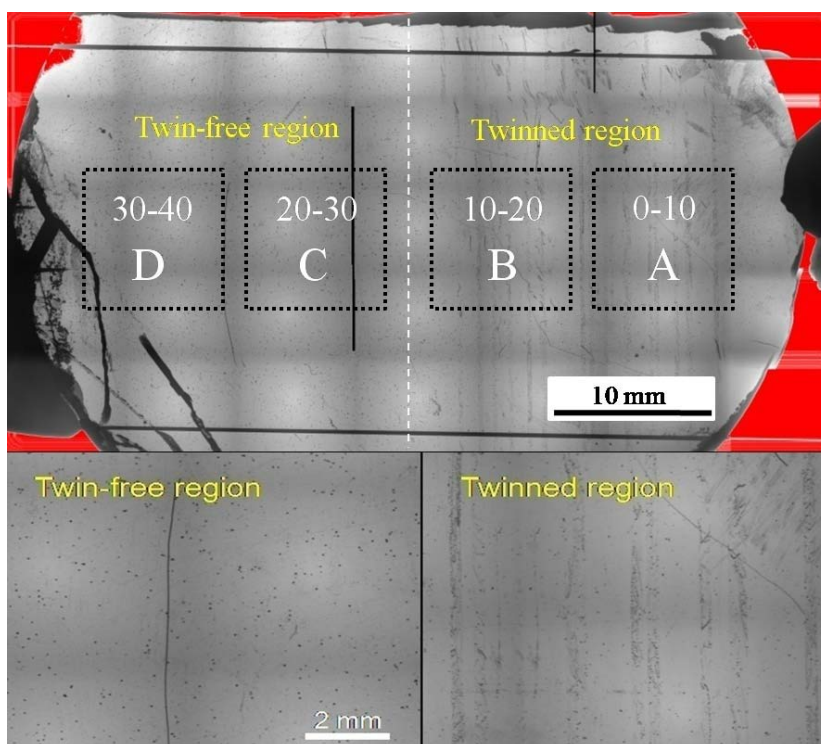 Twin-free region
Twinned region
30-40
20-30
10-20
0-10
D
C
B
A
10 mm
Twin-free region
Twinned region
2 mm